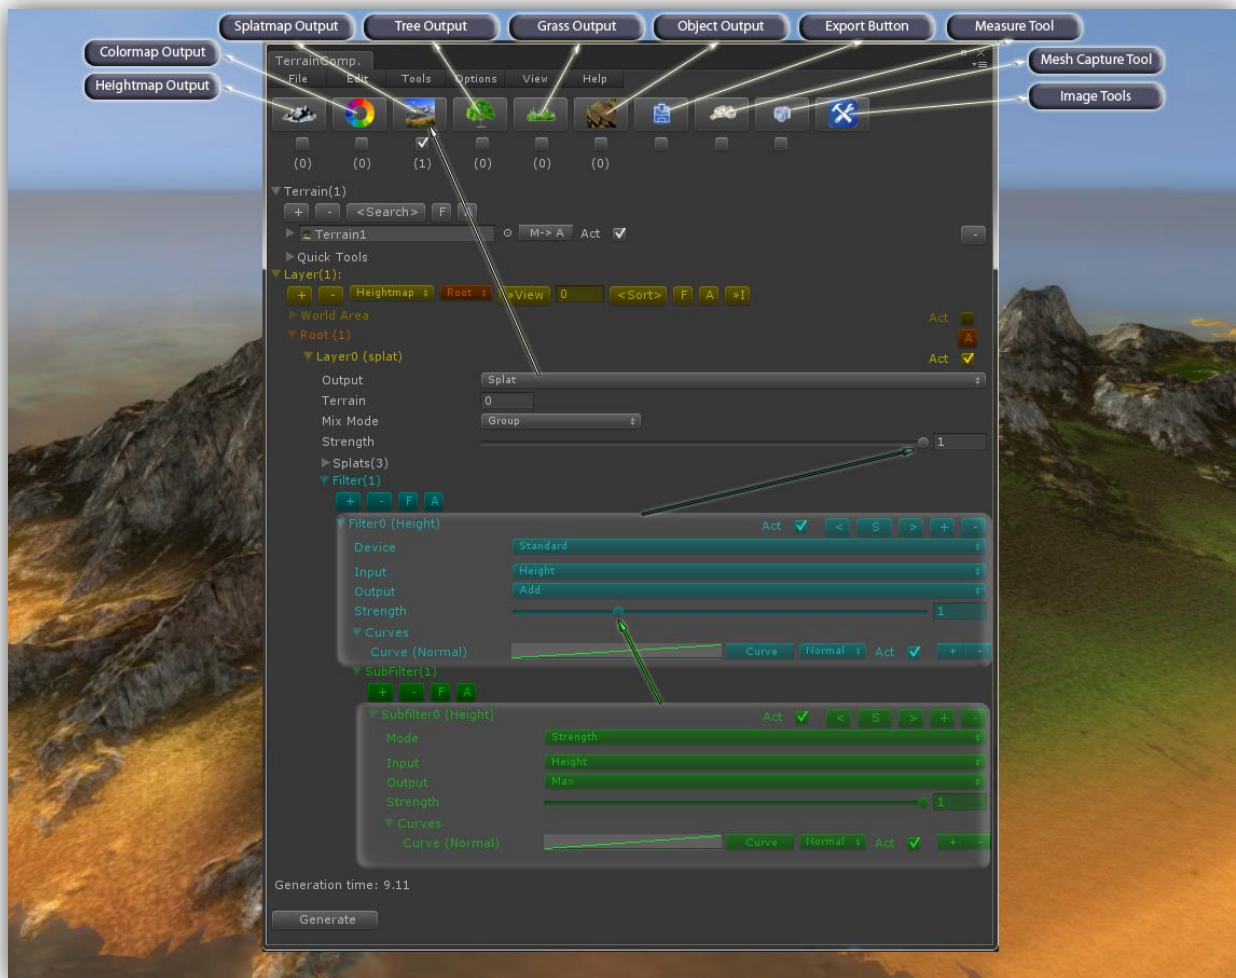 Splatmap Output Tree Output Grass Output Object Output Export Button Measure Tool
Colormap Output Mesh Capture Tool
Heightmap Output Image Tools
TerrainComp.
File Edit Tools Options View Help
(0) (0) (1) (0) (0) (0)
Terrain(1)
+ - <Search> F A
Terrain1 M-> A Act -
Quick Tools
Layer(1):
+ - Heightmap Root »View 0 <Sort> F A »I
World Area Act
Root (1) A
Layer0 (splat) Act
Output Splat
Terrain 0
Mix Mode Group
Strength 1
Splats(3)
Filter(1)
+ - F A
Filter0 (Height) Act < S > + -
Device Standard
Input Height
Output Add
Strength 1
Curves
Curve (Normal) Curve Normal Act + -
SubFilter(1)
+ - F A
Subfilter0 (Height) Act < S > + -
Mode Strength
Input Height
Output Max
Strength 1
Curves
Curve (Normal) Curve Normal Act + -
Generation time: 9.11
Generate